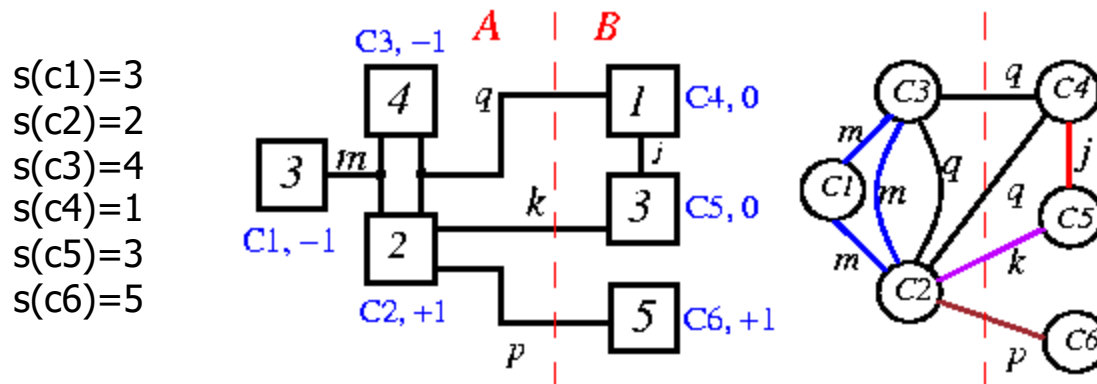 s(c1)=3
s(c2)=2
s(c3)=4
s(c4)=1
s(c5)=3
s(c6)=5
A B
C3, −1
4
q
1
C4, 0
3
m
j
C1, −1
k
3
C5, 0
2
C2, +1
5
C6, +1
p
C3
q
C4
m
C1
m
q
j
q
C5
m
C2
k
p
C6